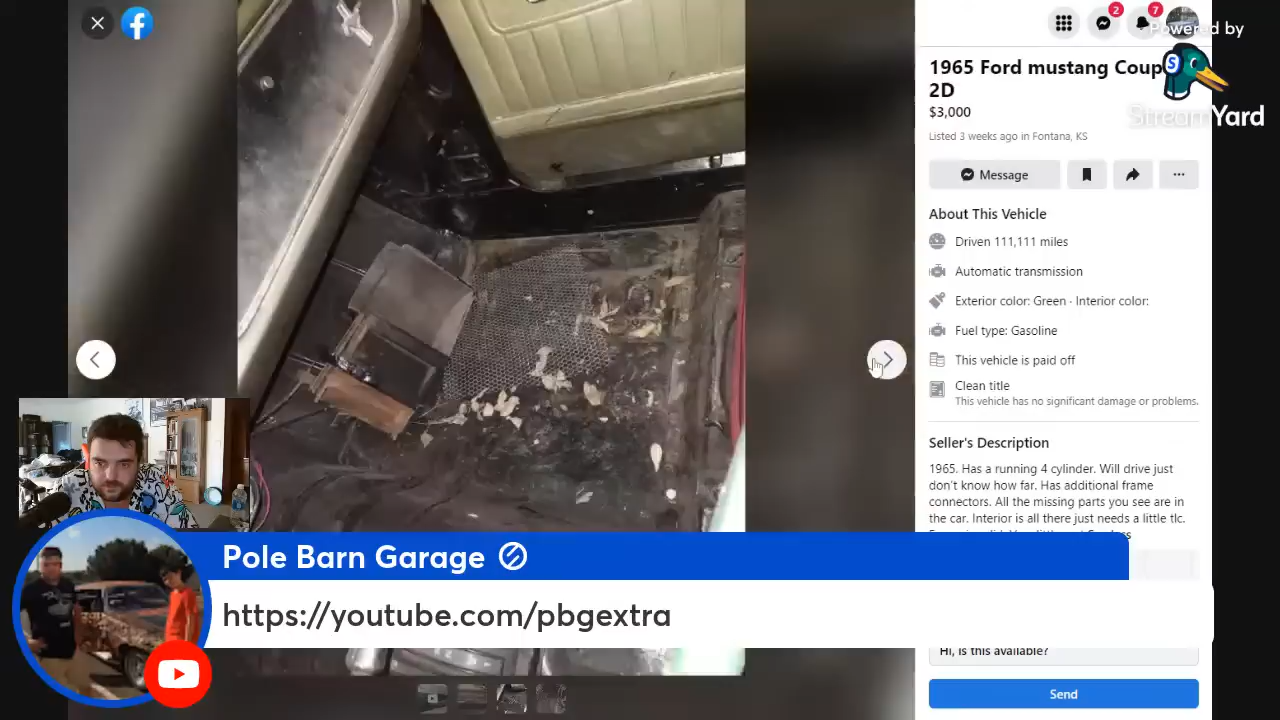 2
7
Powered by
StreamYard
1965 Ford mustang Coup
2D
$3,000
Listed 3 weeks ago in Fontana, KS
Message
About This Vehicle
Driven 111,111 miles
Automatic transmission
Exterior color: Green · Interior color:
Fuel type: Gasoline
This vehicle is paid off
Clean title
This vehicle has no significant damage or problems.
Seller's Description
1965. Has a running 4 cylinder. Will drive just
don't know how far. Has additional frame
connectors. All the missing parts you see are in
the car. Interior is all there just needs a little tlc.
Pole Barn Garage
https://youtube.com/pbgextra
Hi, is this available?
Send